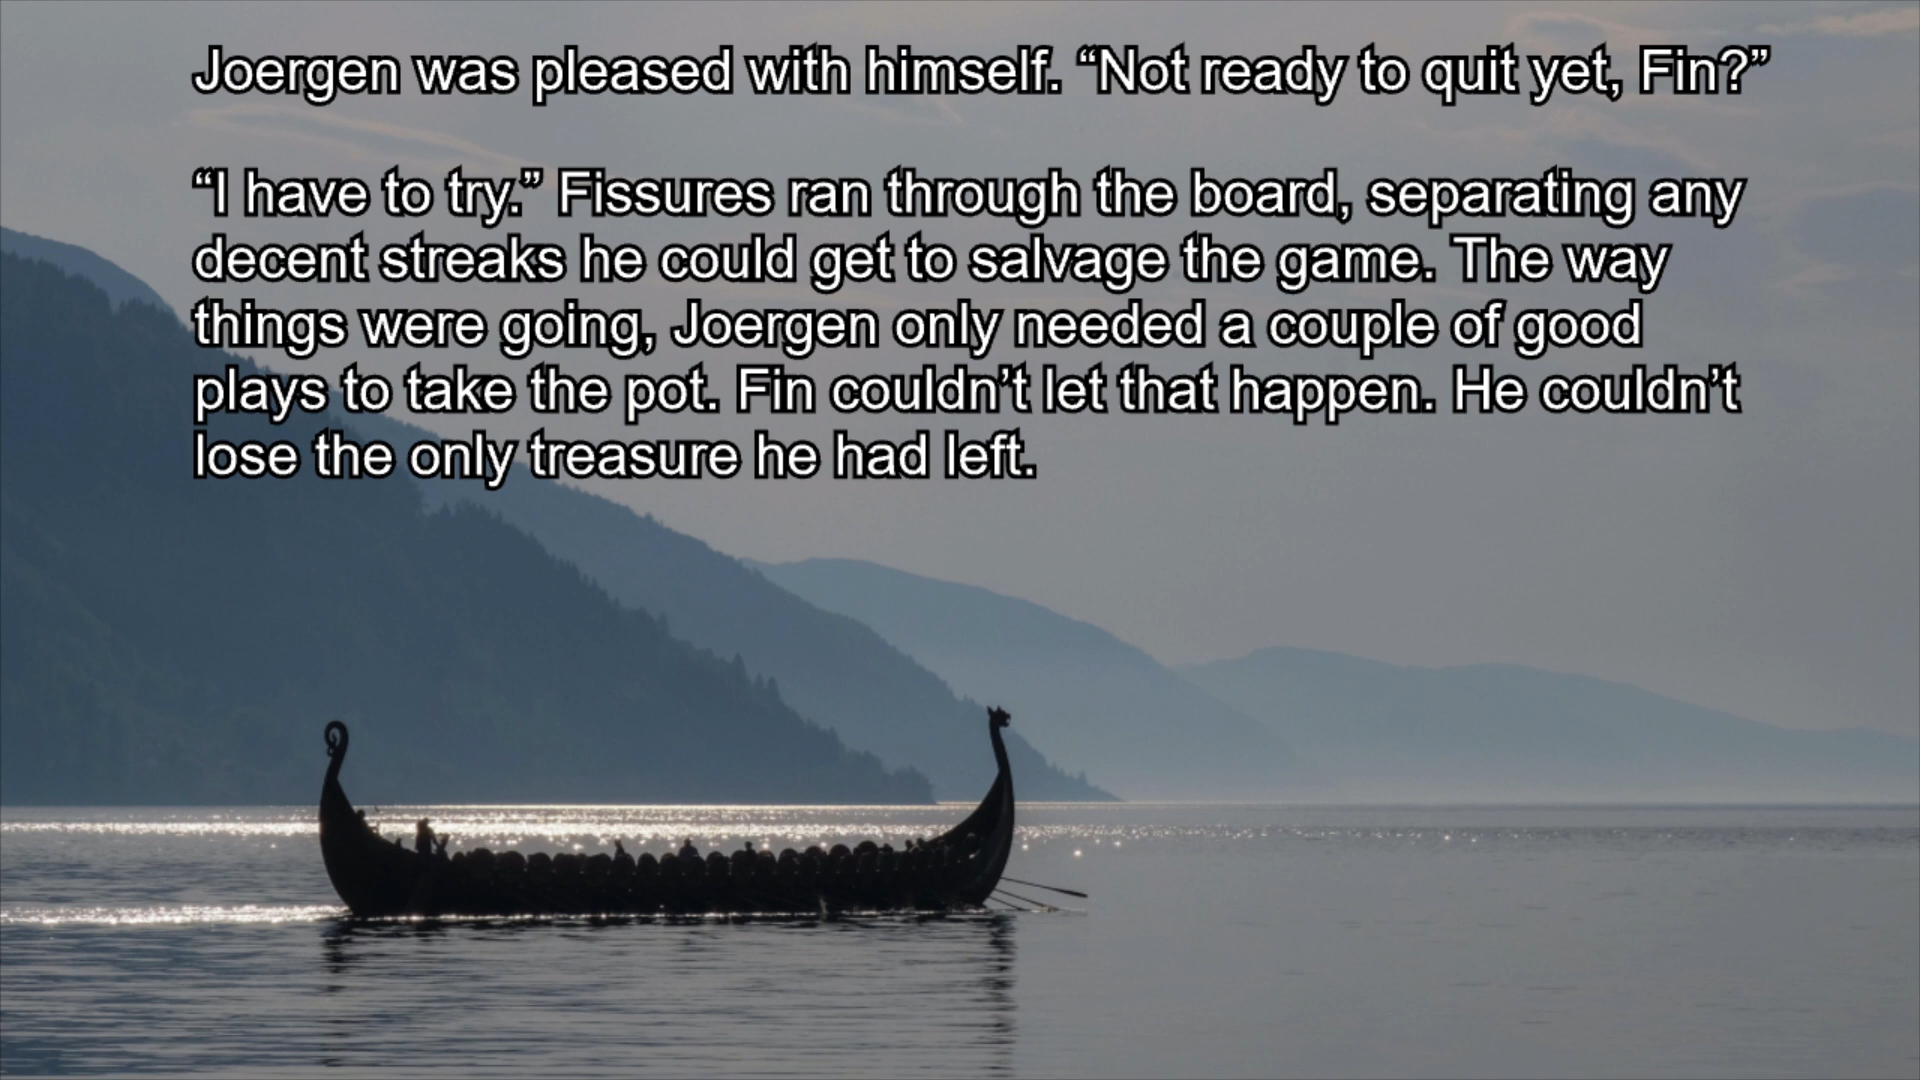 Joergen was pleased with himself. “Not ready to quit yet, Fin?”
“I have to try.” Fissures ran through the board, separating any
decent streaks he could get to salvage the game. The way
things were going, Joergen only needed a couple of good
plays to take the pot. Fin couldn’t let that happen. He couldn’t
lose the only treasure he had left.